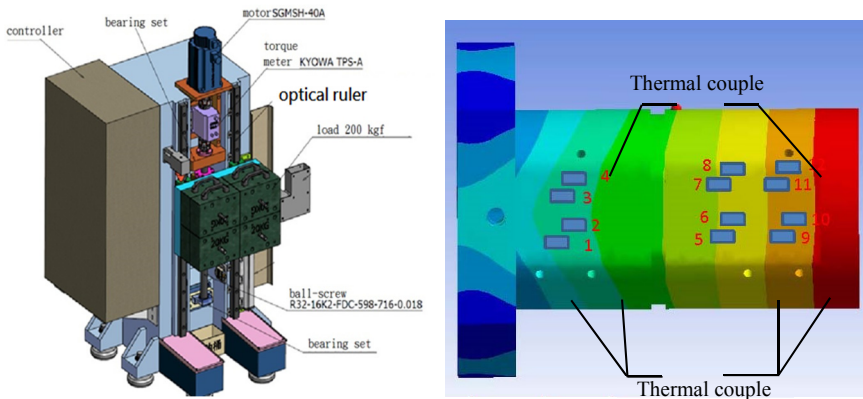 motor SGMSH-40A
bearing set
controller
torque
meter KYOWA TPS-A
optical ruler
load 200 kgf
ball-screw
R32-16K2-FDC-598-716-0.018
bearing set
Thermal couple
8
4
7
11
3
6
10
2
5
9
1
Thermal couple